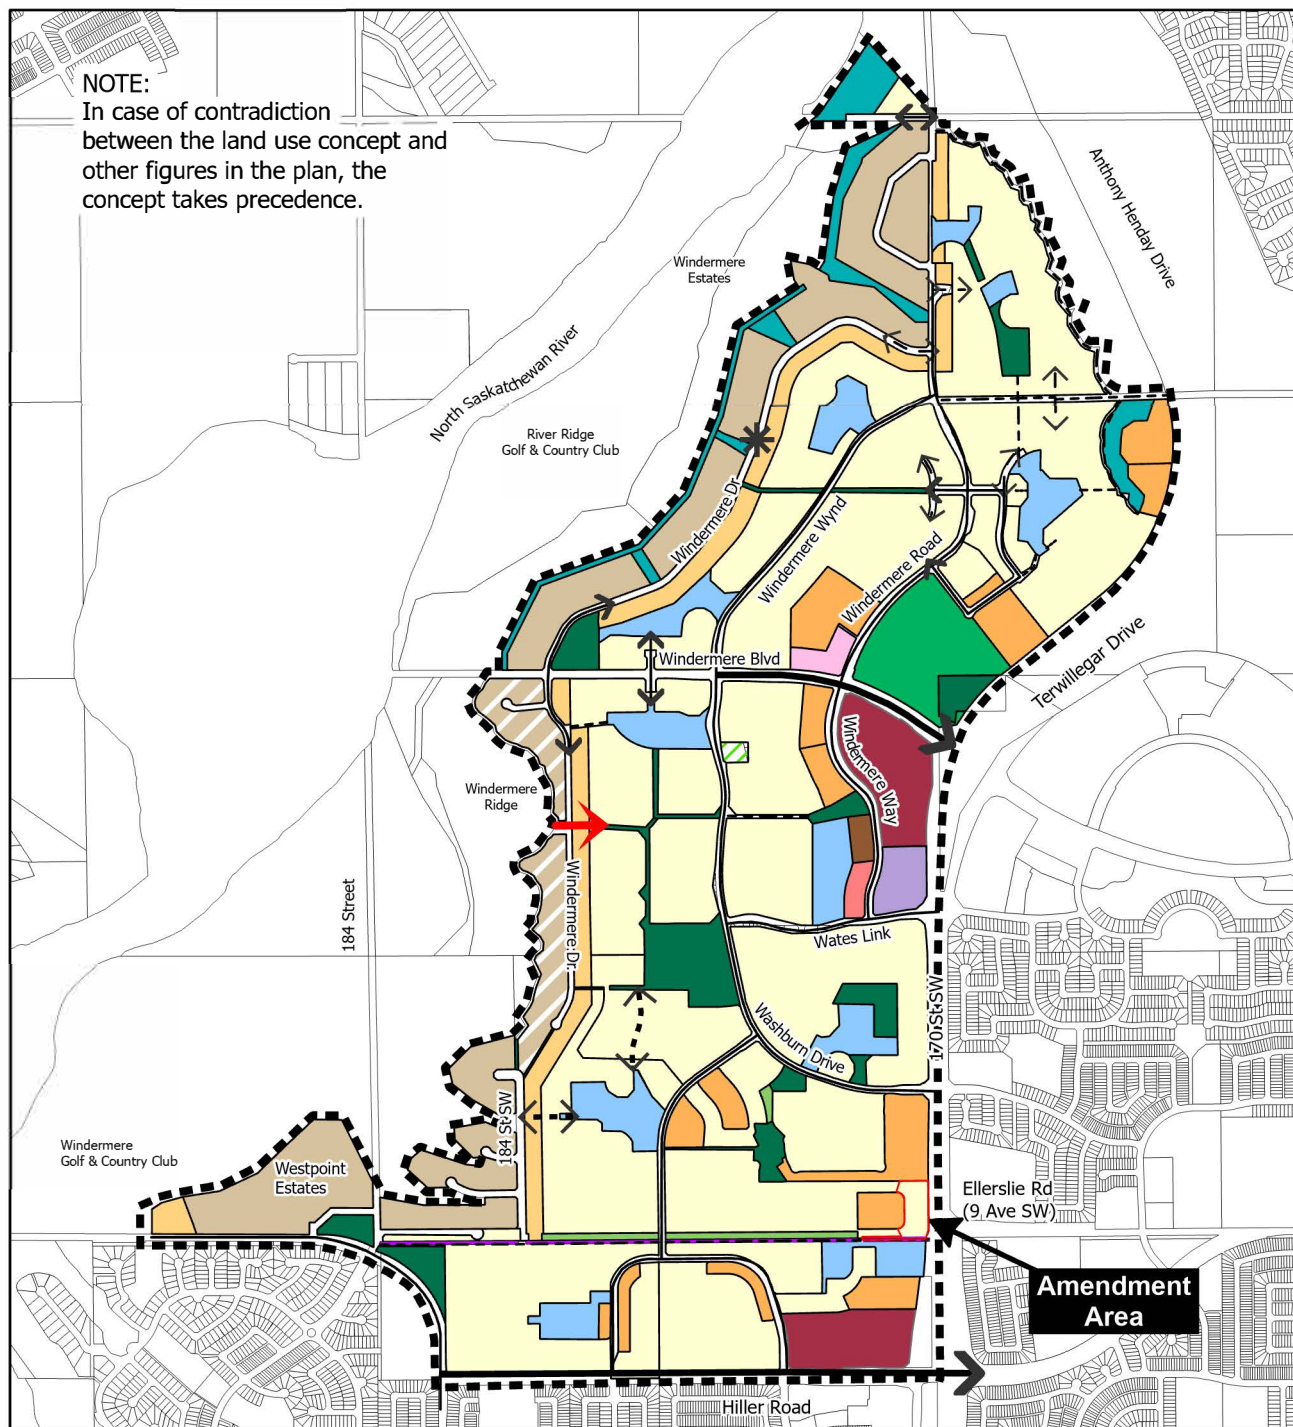 NOTE:
In case of contradiction
between the land use concept and
other figures in the plan, the
concept takes precedence.
Anthony Henday Drive
Windermere
Estates
North Saskatchewan River
River Ridge
Golf & Country Club
Windermere Dr
Windermere Wynd
Windermere Road
Windermere Blvd
Terwillegar Drive
Windermere Way
Windermere
Ridge
184 Street
Windermere Dr.
Wates Link
170 St SW
Washburn Drive
184 St SW
Windermere
Golf & Country Club
Westpoint
Estates
Ellerslie Rd
(9 Ave SW)
Amendment
Area
Hiller Road